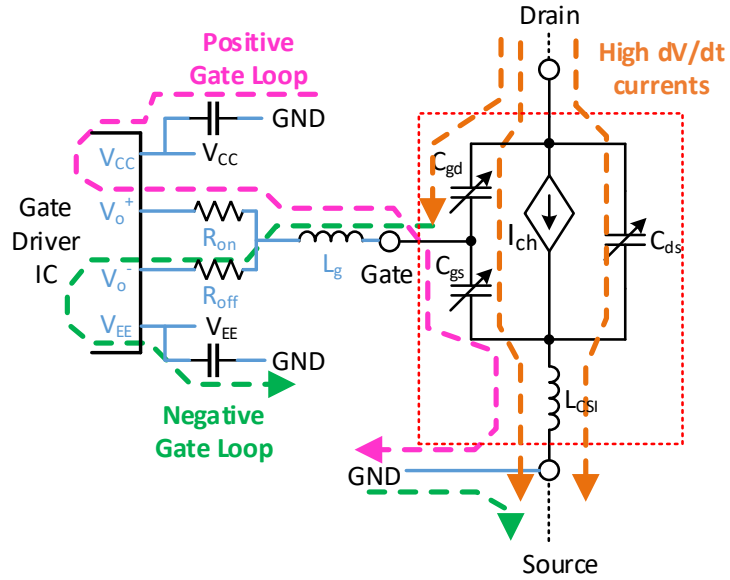 Drain
Positive
Gate Loop
High dV/dt
currents
GND
VCC
VCC
Cgd
Vo+
Gate
Driver
IC
Ron
Ich
Cds
Lg
Gate
Cgs
Vo-
Roff
VEE
VEE
GND
Negative
Gate Loop
LCSI
GND
Source